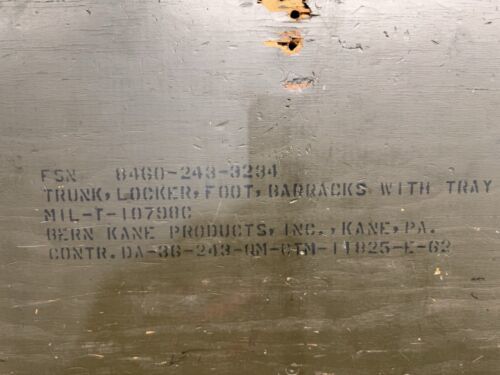 FSN 8460-243-3234
TRUNK, LOCKER, FOOT, BARRACKS WITH TRAY
MIL-T-10790C
BERN KANE PRODUCTS, INC., KANE, PA.
CONTR. DA-36-243-QM-CTM-11825-E-62